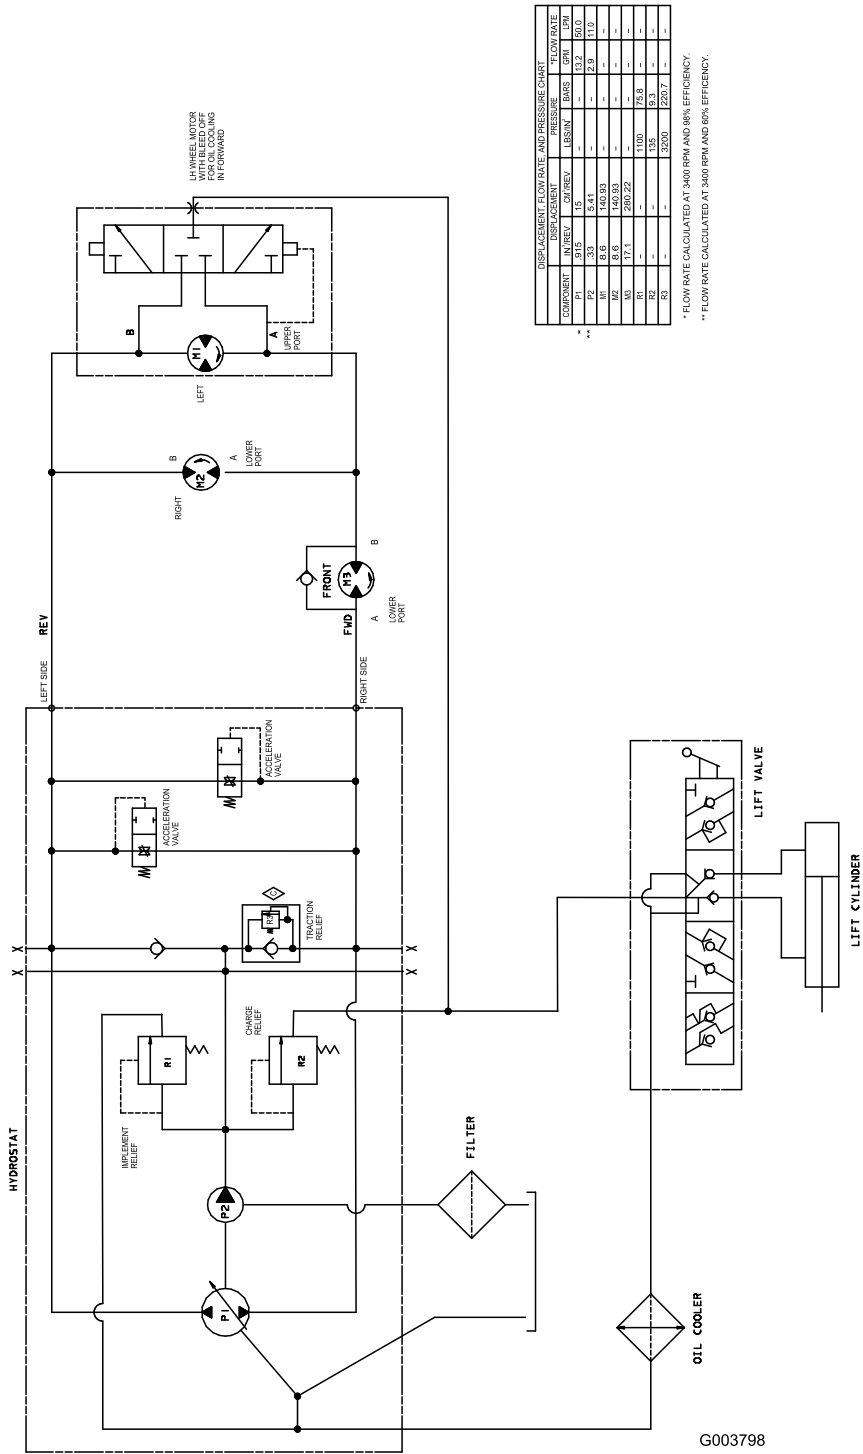 HYDROSTAT
IMPLEMENT
RELIEF
R1
CHARGE
RELIEF
R2
P1
P2
FILTER
OIL COOLER
X
X
X
X
TRACTION
RELIEF
R3
C
ACCELERATION
VALVE
ACCELERATION
VALVE
LEFT SIDE
RIGHT SIDE
REV
FWD
FRONT
M3
A
LOWER
PORT
B
RIGHT
M2
B
A
LOWER
PORT
LEFT
M1
B
A
UPPER
PORT
LH WHEEL MOTOR
WITH BLEED OFF
FOR OIL COOLING
IN FORWARD
LIFT VALVE
LIFT CYLINDER
DISPLACEMENT, FLOW RATE, AND PRESSURE CHART
DISPLACEMENT PRESSURE *FLOW RATE
COMPONENT IN³/REV CM³/REV LBS/IN² BARS GPM LPM
* P1 .915 15 – – 13.2 50.0
** P2 .33 5.41 – – 2.9 11.0
M1 8.6 140.93 – – – –
M2 8.6 140.93 – – – –
M3 17.1 280.22 – – – –
R1 – – 1100 75.8 – –
R2 – – 135 9.3 – –
R3 – – 3200 220.7 – –
* FLOW RATE CALCULATED AT 3400 RPM AND 98% EFFICIENCY.
** FLOW RATE CALCULATED AT 3400 RPM AND 60% EFFICENCY.
G003798